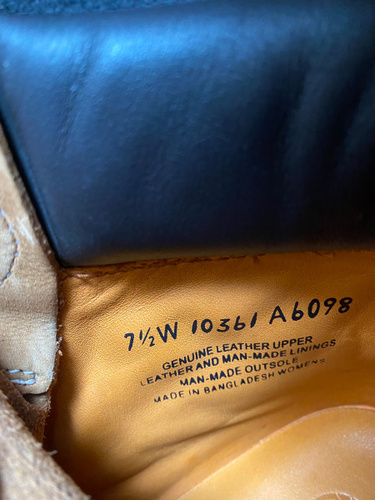 7½W 10361 A6098
GENUINE LEATHER UPPER
LEATHER AND MAN-MADE LININGS
MAN-MADE OUTSOLE
MADE IN BANGLADESH WOMENS